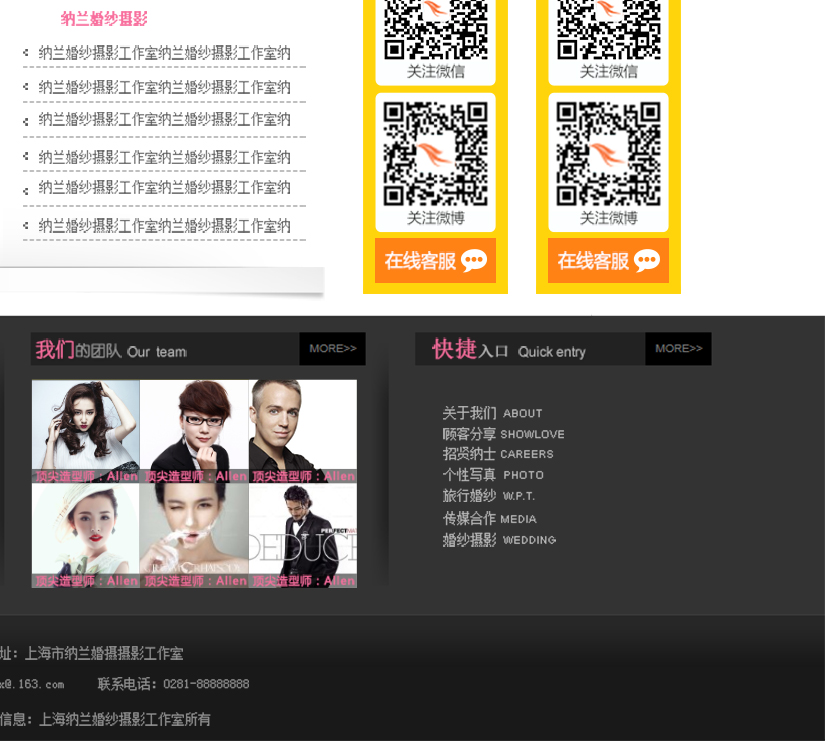 纳兰婚纱摄影
纳兰婚纱摄影工作室纳兰婚纱摄影工作室纳
纳兰婚纱摄影工作室纳兰婚纱摄影工作室纳
纳兰婚纱摄影工作室纳兰婚纱摄影工作室纳
纳兰婚纱摄影工作室纳兰婚纱摄影工作室纳
纳兰婚纱摄影工作室纳兰婚纱摄影工作室纳
纳兰婚纱摄影工作室纳兰婚纱摄影工作室纳
关注微信
关注微博
在线客服
关注微信
关注微博
在线客服
我们的团队 Our team
MORE>>
顶尖造型师：Allen
顶尖造型师：Allen
顶尖造型师：Allen
PERFECT
DEDUCE
顶尖造型师：Allen
顶尖造型师：Allen
顶尖造型师：Allen
快捷入口 Quick entry
MORE>>
关于我们 ABOUT
顾客分享 SHOWLOVE
招贤纳士 CAREERS
个性写真 PHOTO
旅行婚纱 W.P.T.
传媒合作 MEDIA
婚纱摄影 WEDDING
址：上海市纳兰婚摄摄影工作室
x@.163.com 联系电话：0281-88888888
信息：上海纳兰婚纱摄影工作室所有